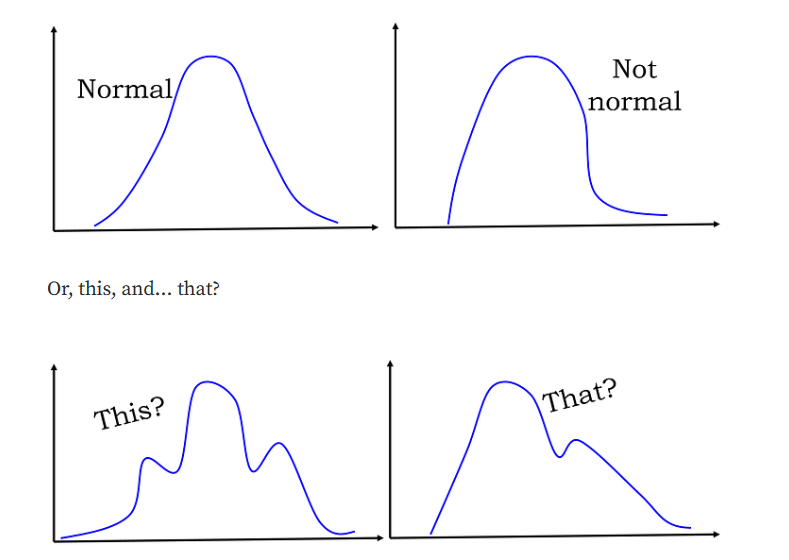 Normal
Not
normal
Or, this, and... that?
This?
That?